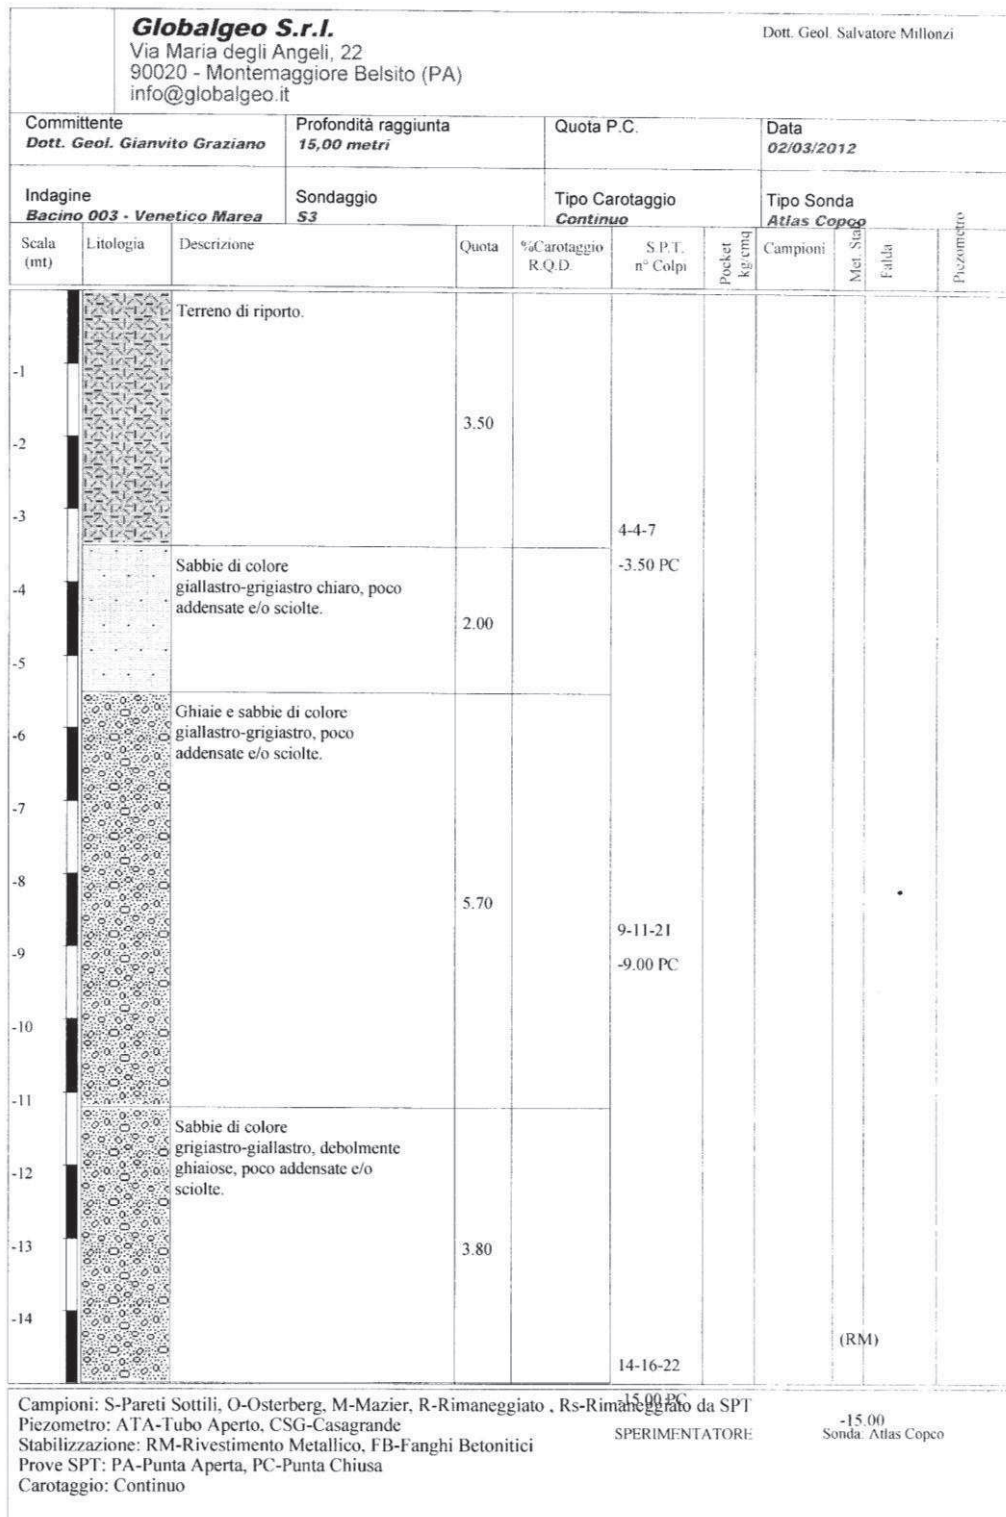 Globalgeo S.r.l.
Via Maria degli Angeli, 22
90020 - Montemaggiore Belsito (PA)
info@globalgeo.it
Dott. Geol. Salvatore Millonzi
Committente
Dott. Geol. Gianvito Graziano
Profondità raggiunta
15,00 metri
Quota P.C.
Data
02/03/2012
Indagine
Bacino 003 - Venetico Marea
Sondaggio
S3
Tipo Carotaggio
Continuo
Tipo Sonda
Atlas Copco
Scala
(mt)
Litologia
Descrizione
Quota
%Carotaggio
R.Q.D.
S.P.T.
n° Colpi
Pocket
kg/cmq
Campioni
Met. Stab
Falda
Piezometro
Terreno di riporto.
-1
3.50
-2
-3
4-4-7
-3.50 PC
Sabbie di colore
giallastro-grigiastro chiaro, poco
addensate e/o sciolte.
-4
2.00
-5
Ghiaie e sabbie di colore
giallastro-grigiastro, poco
addensate e/o sciolte.
-6
-7
-8
5.70
9-11-21
-9
-9.00 PC
-10
-11
Sabbie di colore
grigiastro-giallastro, debolmente
ghiaiose, poco addensate e/o
sciolte.
-12
-13
3.80
-14
(RM)
14-16-22
-15.00 PC
Campioni: S-Pareti Sottili, O-Osterberg, M-Mazier, R-Rimaneggiato , Rs-Rimaneggiato da SPT
Piezometro: ATA-Tubo Aperto, CSG-Casagrande
SPERIMENTATORE
-15.00
Sonda: Atlas Copco
Stabilizzazione: RM-Rivestimento Metallico, FB-Fanghi Betonitici
Prove SPT: PA-Punta Aperta, PC-Punta Chiusa
Carotaggio: Continuo